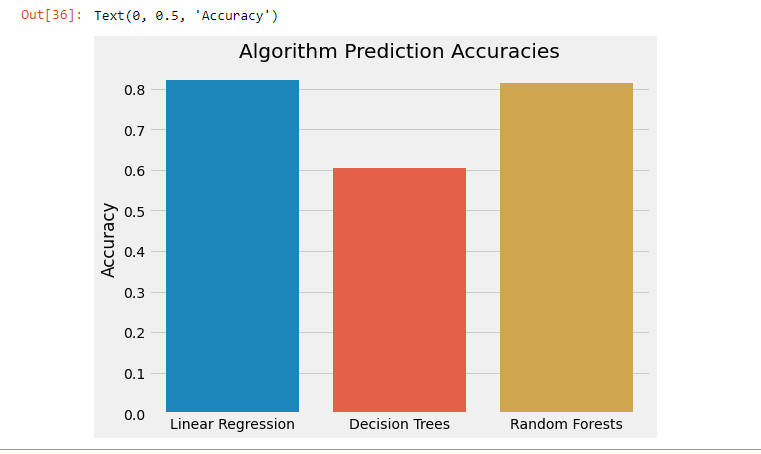 Out[36]: Text(0, 0.5, 'Accuracy')
Algorithm Prediction Accuracies
0.8
0.7
0.6
0.5
0.4
0.3
0.2
0.1
0.0
Accuracy
Linear Regression Decision Trees Random Forests